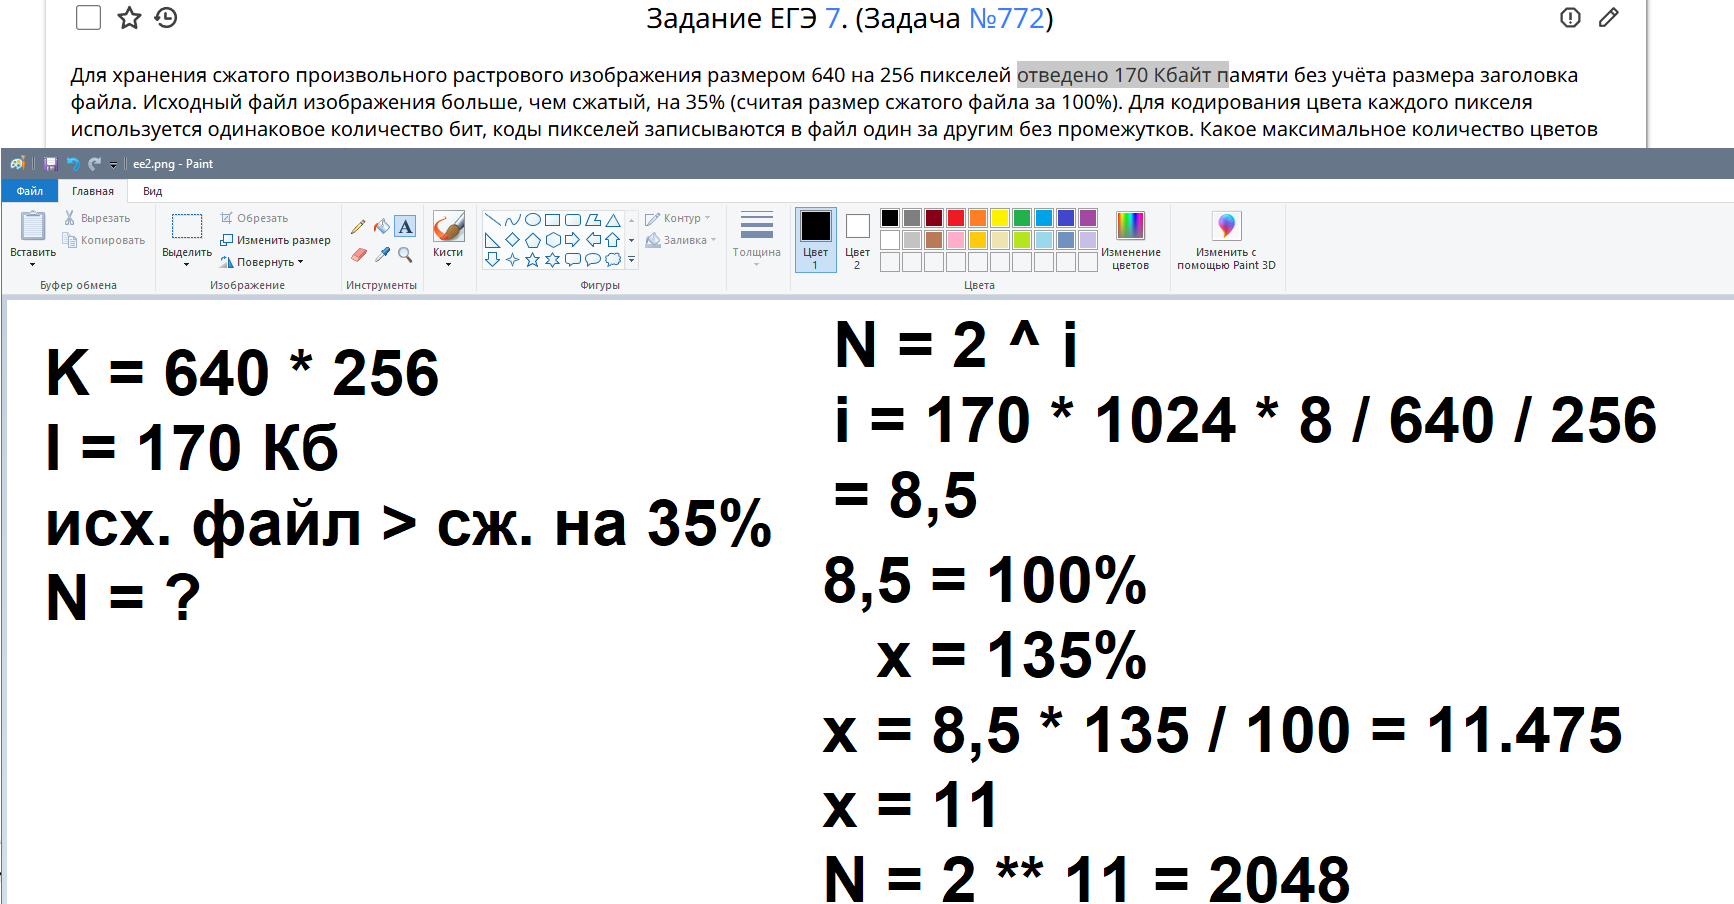 Задание ЕГЭ 7. (Задача №772)
Для хранения сжатого произвольного растрового изображения размером 640 на 256 пикселей отведено 170 Кбайт памяти без учёта размера заголовка
файла. Исходный файл изображения больше, чем сжатый, на 35% (считая размер сжатого файла за 100%). Для кодирования цвета каждого пикселя
используется одинаковое количество бит, коды пикселей записываются в файл один за другим без промежутков. Какое максимальное количество цветов
ee2.png - Paint
Файл
Главная
Вид
Вставить
Вырезать
Копировать
Буфер обмена
Выделить
Обрезать
Изменить размер
Повернуть
Изображение
A
Инструменты
Кисти
Контур
Заливка
Фигуры
Толщина
Цвет
1
Цвет
2
Изменение
цветов
Цвета
Изменить с
помощью Paint 3D
K = 640 * 256
I = 170 Кб
исх. файл > сж. на 35%
N = ?
N = 2 ^ i
i = 170 * 1024 * 8 / 640 / 256
= 8,5
8,5 = 100%
x = 135%
x = 8,5 * 135 / 100 = 11.475
x = 11
N = 2 ** 11 = 2048